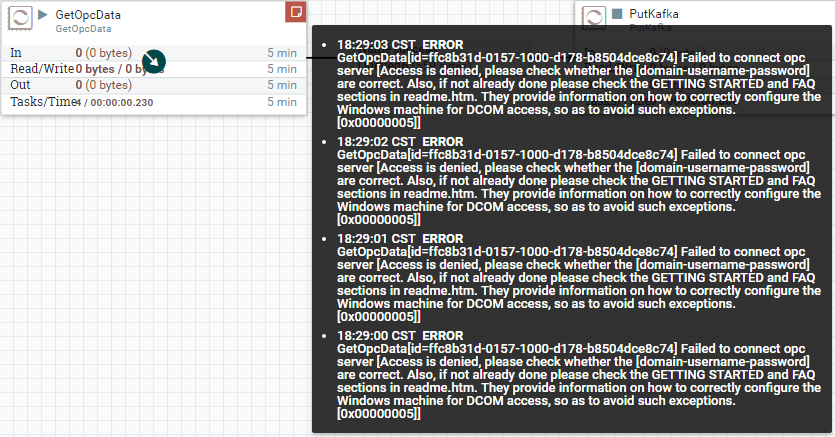 GetOpcData
GetOpcData
In 0 (0 bytes) 5 min
Read/Write 0 bytes / 0 by 5 min
Out 0 (0 bytes) 5 min
Tasks/Time 4 / 00:00:00.230 5 min
PutKafka
PutKafka
18:29:03 CST ERROR
GetOpcData[id=ffc8b31d-0157-1000-d178-b8504dce8c74] Failed to connect opc
server [Access is denied, please check whether the [domain-username-password]
are correct. Also, if not already done please check the GETTING STARTED and FAQ
sections in readme.htm. They provide information on how to correctly configure the
Windows machine for DCOM access, so as to avoid such exceptions.
[0x00000005]]
18:29:02 CST ERROR
GetOpcData[id=ffc8b31d-0157-1000-d178-b8504dce8c74] Failed to connect opc
server [Access is denied, please check whether the [domain-username-password]
are correct. Also, if not already done please check the GETTING STARTED and FAQ
sections in readme.htm. They provide information on how to correctly configure the
Windows machine for DCOM access, so as to avoid such exceptions.
[0x00000005]]
18:29:01 CST ERROR
GetOpcData[id=ffc8b31d-0157-1000-d178-b8504dce8c74] Failed to connect opc
server [Access is denied, please check whether the [domain-username-password]
are correct. Also, if not already done please check the GETTING STARTED and FAQ
sections in readme.htm. They provide information on how to correctly configure the
Windows machine for DCOM access, so as to avoid such exceptions.
[0x00000005]]
18:29:00 CST ERROR
GetOpcData[id=ffc8b31d-0157-1000-d178-b8504dce8c74] Failed to connect opc
server [Access is denied, please check whether the [domain-username-password]
are correct. Also, if not already done please check the GETTING STARTED and FAQ
sections in readme.htm. They provide information on how to correctly configure the
Windows machine for DCOM access, so as to avoid such exceptions.
[0x00000005]]